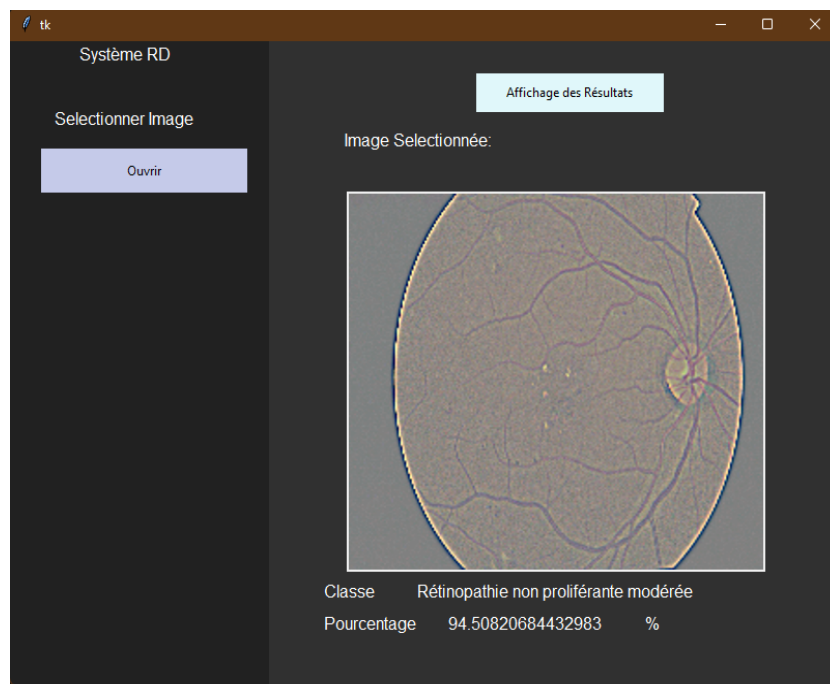 tk
Système RD
Selectionner Image
Ouvrir
Affichage des Résultats
Image Selectionnée:
Classe Rétinopathie non proliférante modérée
Pourcentage 94.50820684432983 %